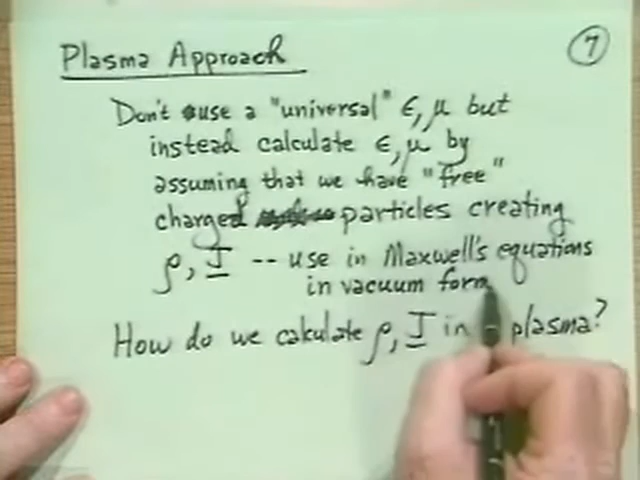 Plasma Approach
7
Don't use a "universal" ϵ, μ but
instead calculate ϵ, μ by
assuming that we have "free"
charged particles creating
ρ, J -- use in Maxwell's equations
in vacuum form
How do we calculate ρ, J in plasma?